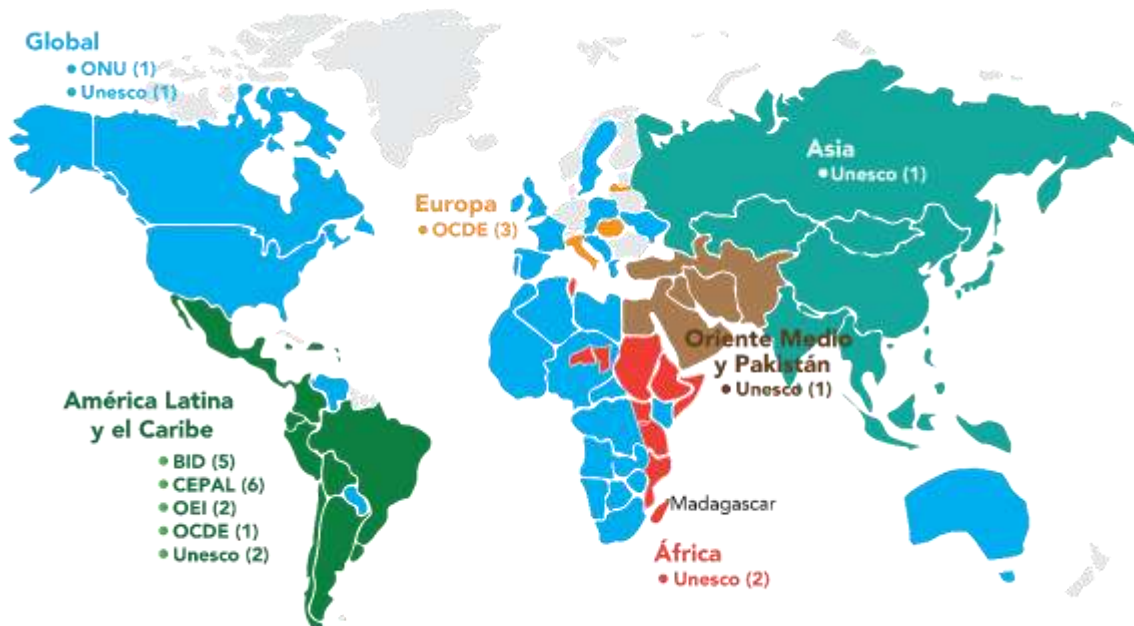 Global
• ONU (1)
• Unesco (1)
Asia
• Unesco (1)
Europa
• OCDE (3)
Oriente Medio
y Pakistán
• Unesco (1)
América Latina
y el Caribe
• BID (5)
• CEPAL (6)
• OEI (2)
• OCDE (1)
• Unesco (2)
Madagascar
África
• Unesco (2)